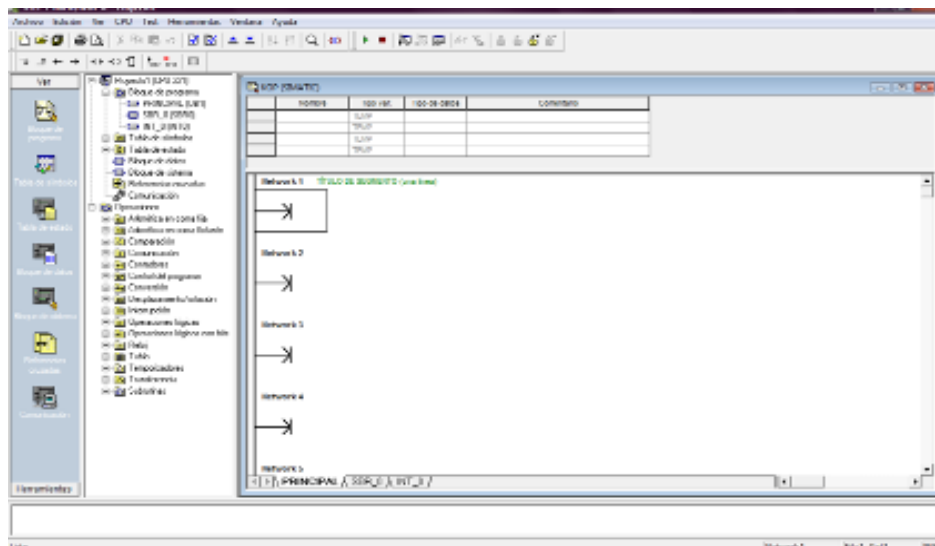 Archivo Edición Ver CPU Test Herramientas Ventana Ayuda
Ver
Bloque de programa
Tabla de símbolos
Tabla de estado
Bloque de datos
Bloque de sistema
Referencias cruzadas
Comunicación
Herramientas
Bloque de programa
PRINCIPAL (OB1)
SBR_0 (SBR0)
INT_0 (INT0)
Tabla de símbolos
Tabla de estado
Bloque de datos
Bloque de sistema
Referencias cruzadas
Comunicación
Operaciones
Aritmética en coma fija
Aritmética en coma flotante
Comparación
Comunicación
Contadores
Control del programa
Conversión
Desplazamiento/rotación
Interrupción
Operaciones lógicas
Operaciones lógicas con bits
Reloj
Tabla
Temporizadores
Transferencia
Subrutinas
KOP (SIMATIC)
Nombre Tipo var. Tipo de datos Comentario
TEMP
TEMP
TEMP
TEMP
Network 1 TÍTULO DE SEGMENTO (una línea)
Network 2
Network 3
Network 4
Network 5
PRINCIPAL SBR_0 INT_0